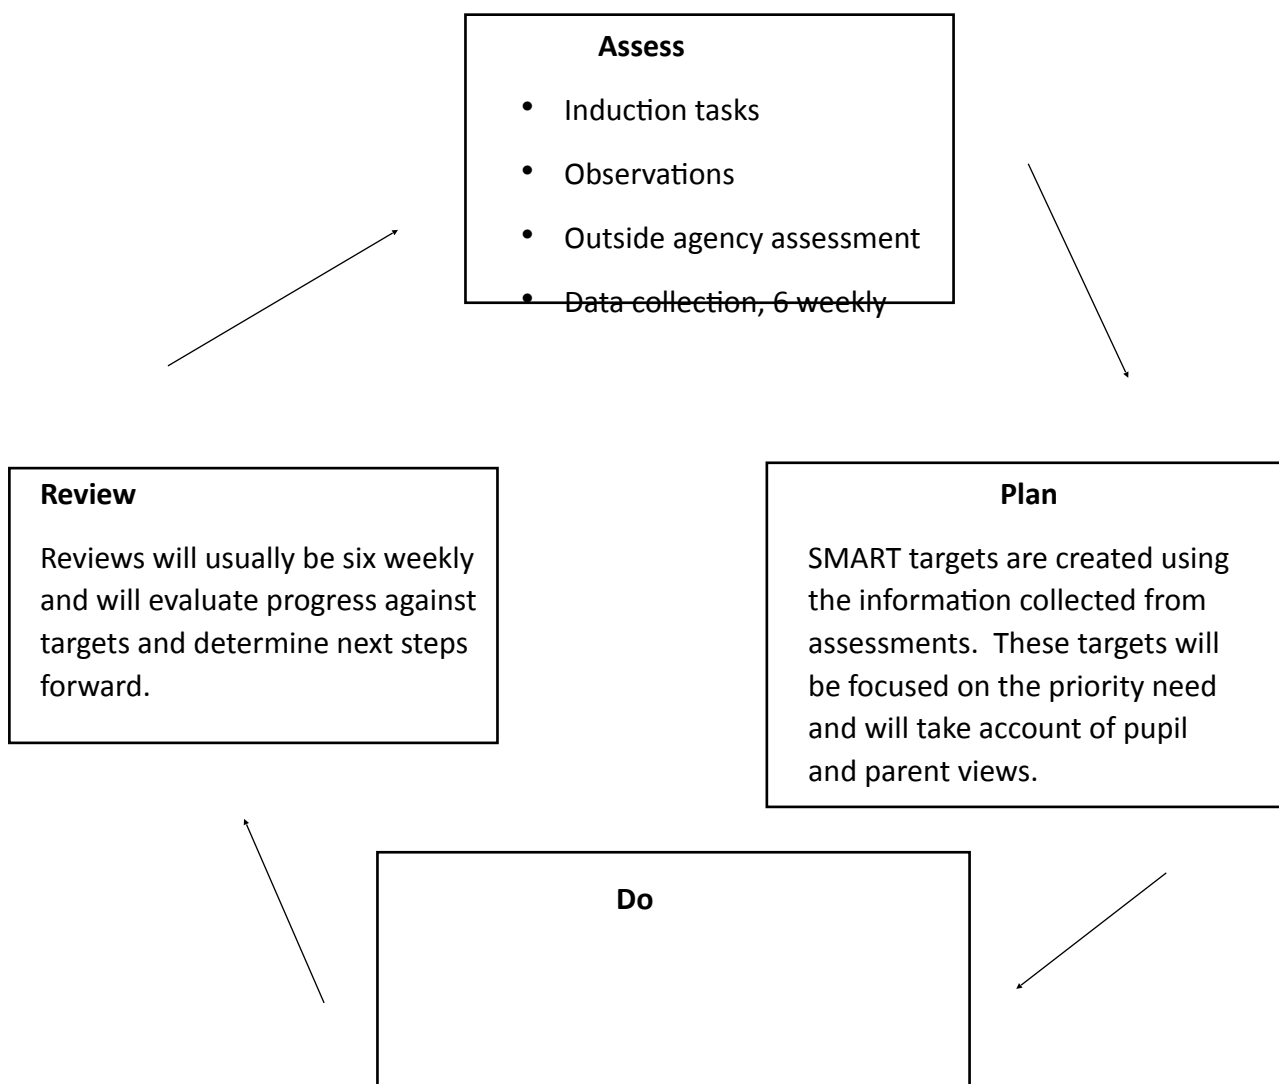 Assess
• Induction tasks
• Observations
• Outside agency assessment
• Data collection, 6 weekly
Review
Reviews will usually be six weekly
and will evaluate progress against
targets and determine next steps
forward.
Plan
SMART targets are created using
the information collected from
assessments.  These targets will
be focused on the priority need
and will take account of pupil
and parent views.
Do